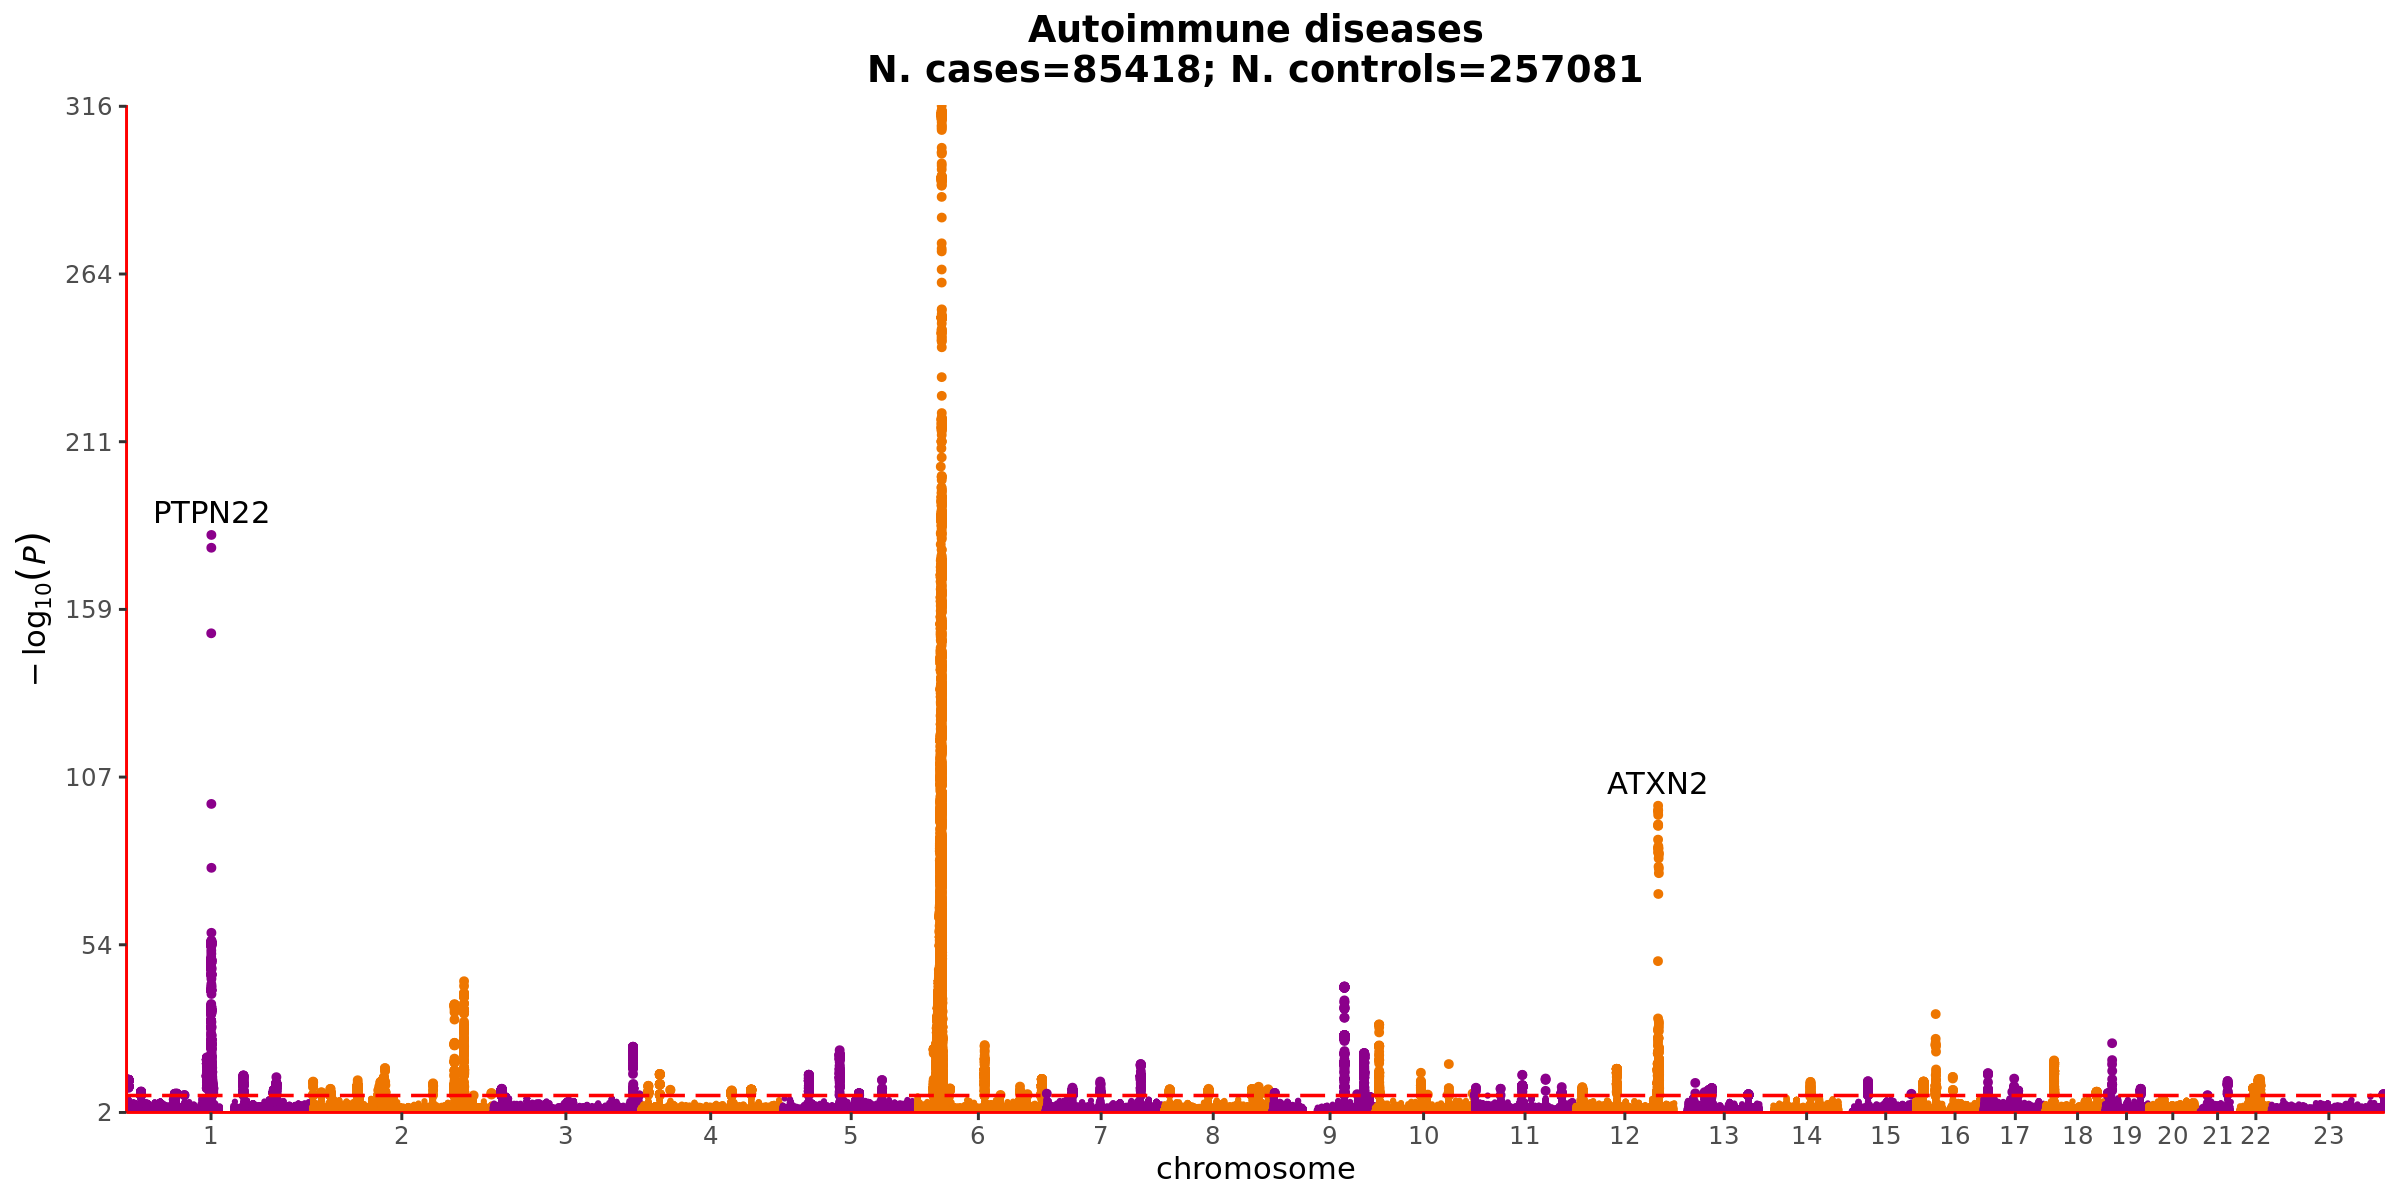 Autoimmune diseases
N. cases=85418; N. controls=257081
316
264
211
159
107
54
2
−log10(P)
PTPN22
ATXN2
1 2 3 4 5 6 7 8 9 10 11 12 13 14 15 16 17 18 19 20 21 22 23
chromosome